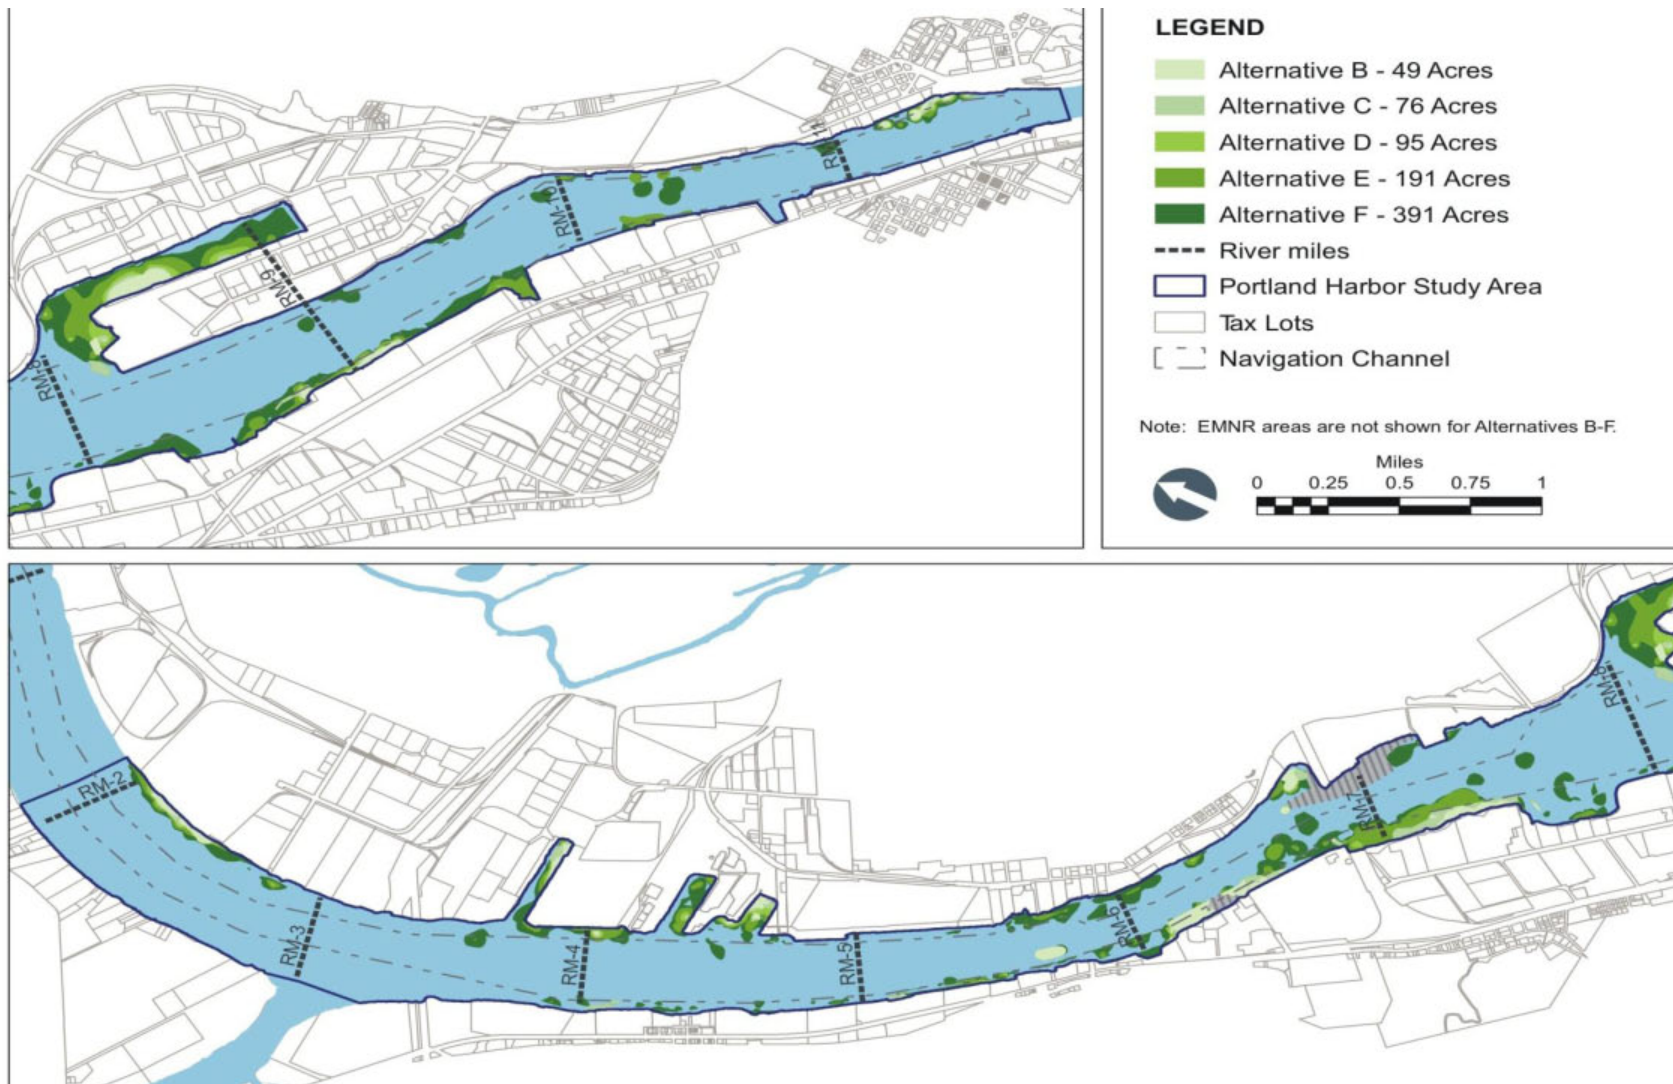 LEGEND
Alternative B - 49 Acres
Alternative C - 76 Acres
Alternative D - 95 Acres
Alternative E - 191 Acres
Alternative F - 391 Acres
River miles
Portland Harbor Study Area
Tax Lots
Navigation Channel
Note: EMNR areas are not shown for Alternatives B-F.
Miles
0 0.25 0.5 0.75 1
RM-8
RM-9
RM-10
RM-11
RM-2
RM-3
RM-4
RM-5
RM-6
RM-7
RM-8